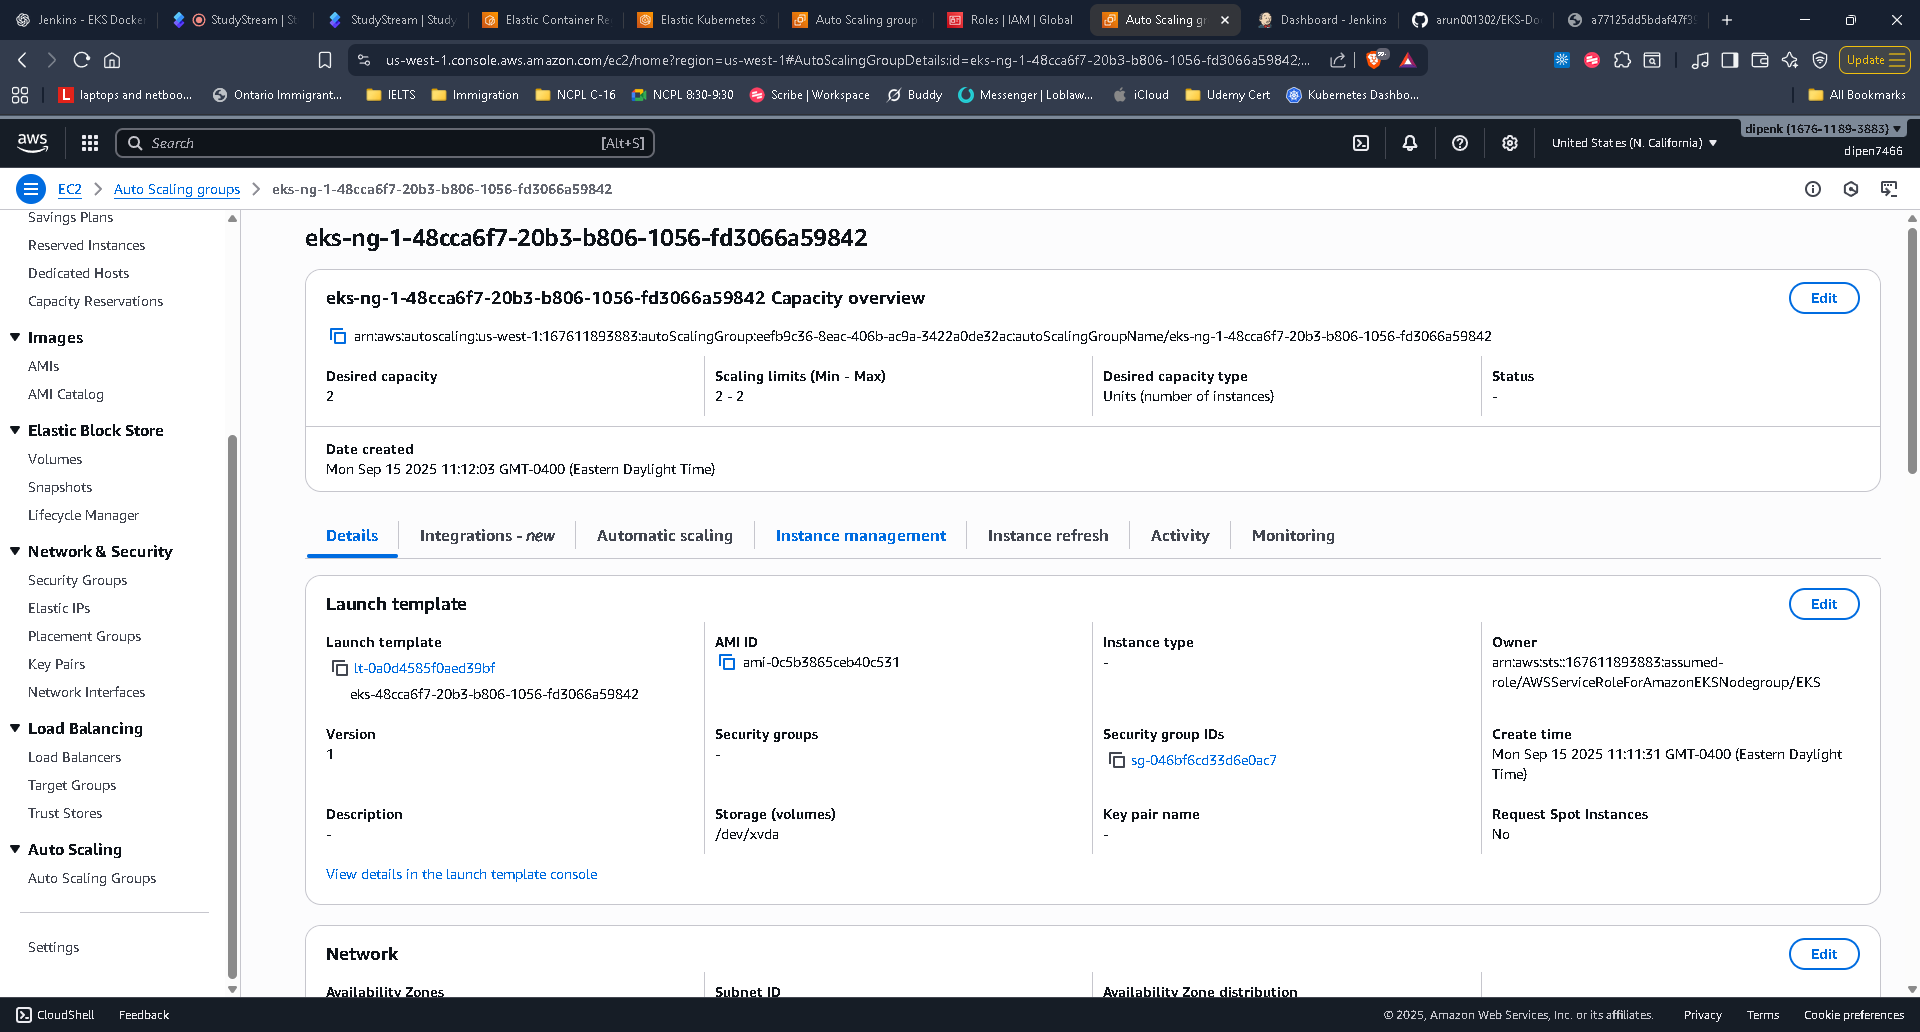 Jenkins - EKS Docker
StudyStream | St
StudyStream | Study
Elastic Container Re
Elastic Kubernetes S
Auto Scaling group
Roles | IAM | Global
Auto Scaling gr
Dashboard - Jenkins
arun001302/EKS-Do
a77125dd5bdaf47f39
us-west-1.console.aws.amazon.com/ec2/home?region=us-west-1#AutoScalingGroupDetails:id=eks-ng-1-48cca6f7-20b3-b806-1056-fd3066a59842;...
Update
laptops and netboo...
Ontario Immigrant...
IELTS
Immigration
NCPL C-16
NCPL 8:30-9:30
Scribe | Workspace
Buddy
Messenger | Loblaw...
iCloud
Udemy Cert
Kubernetes Dashbo...
All Bookmarks
aws
Search
[Alt+S]
United States (N. California)
dipenk (1676-1189-3883)
dipen7466
EC2
Auto Scaling groups
eks-ng-1-48cca6f7-20b3-b806-1056-fd3066a59842
Savings Plans
Reserved Instances
Dedicated Hosts
Capacity Reservations
Images
AMIs
AMI Catalog
Elastic Block Store
Volumes
Snapshots
Lifecycle Manager
Network & Security
Security Groups
Elastic IPs
Placement Groups
Key Pairs
Network Interfaces
Load Balancing
Load Balancers
Target Groups
Trust Stores
Auto Scaling
Auto Scaling Groups
Settings
eks-ng-1-48cca6f7-20b3-b806-1056-fd3066a59842
eks-ng-1-48cca6f7-20b3-b806-1056-fd3066a59842 Capacity overview
Edit
arn:aws:autoscaling:us-west-1:167611893883:autoScalingGroup:eefb9c36-8eac-406b-ac9a-3422a0de32ac:autoScalingGroupName/eks-ng-1-48cca6f7-20b3-b806-1056-fd3066a59842
Desired capacity
2
Scaling limits (Min - Max)
2 - 2
Desired capacity type
Units (number of instances)
Status
-
Date created
Mon Sep 15 2025 11:12:03 GMT-0400 (Eastern Daylight Time)
Details
Integrations - new
Automatic scaling
Instance management
Instance refresh
Activity
Monitoring
Launch template
Edit
Launch template
lt-0a0d4585f0aed39bf
eks-48cca6f7-20b3-b806-1056-fd3066a59842
AMI ID
ami-0c5b3865ceb40c531
Instance type
-
Owner
arn:aws:sts::167611893883:assumed-
role/AWSServiceRoleForAmazonEKSNodegroup/EKS
Version
1
Security groups
-
Security group IDs
sg-046bf6cd33d6e0ac7
Create time
Mon Sep 15 2025 11:11:31 GMT-0400 (Eastern Daylight
Time)
Description
-
Storage (volumes)
/dev/xvda
Key pair name
-
Request Spot Instances
No
View details in the launch template console
Network
Edit
Availability Zones
Subnet ID
Availability Zone distribution
CloudShell
Feedback
© 2025, Amazon Web Services, Inc. or its affiliates.
Privacy
Terms
Cookie preferences